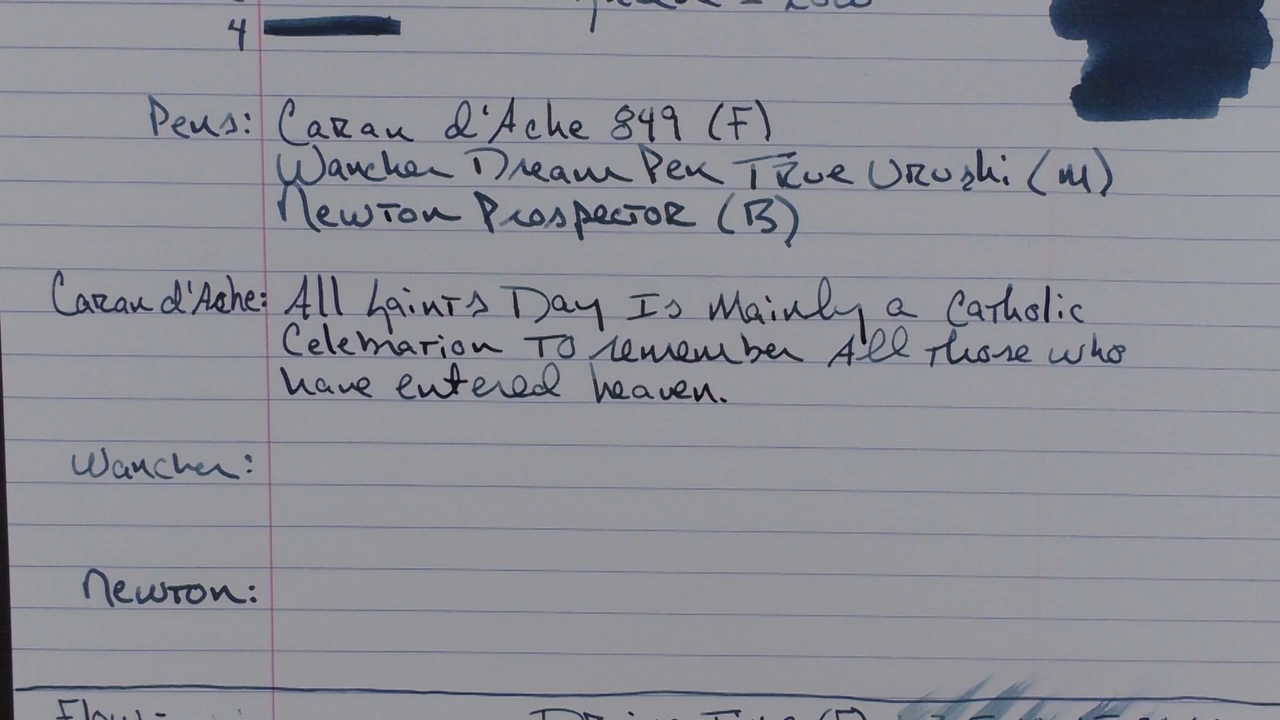 4
Pens: Caran d'Ache 849 (F)
Wancher Dream Pen True Urushi (M)
Newton Prospector (B)
Caran d'Ache: All Saints Day Is Mainly a Catholic
Celebration To remember All those who
have entered heaven.
Wancher:
Newton:
Flow: